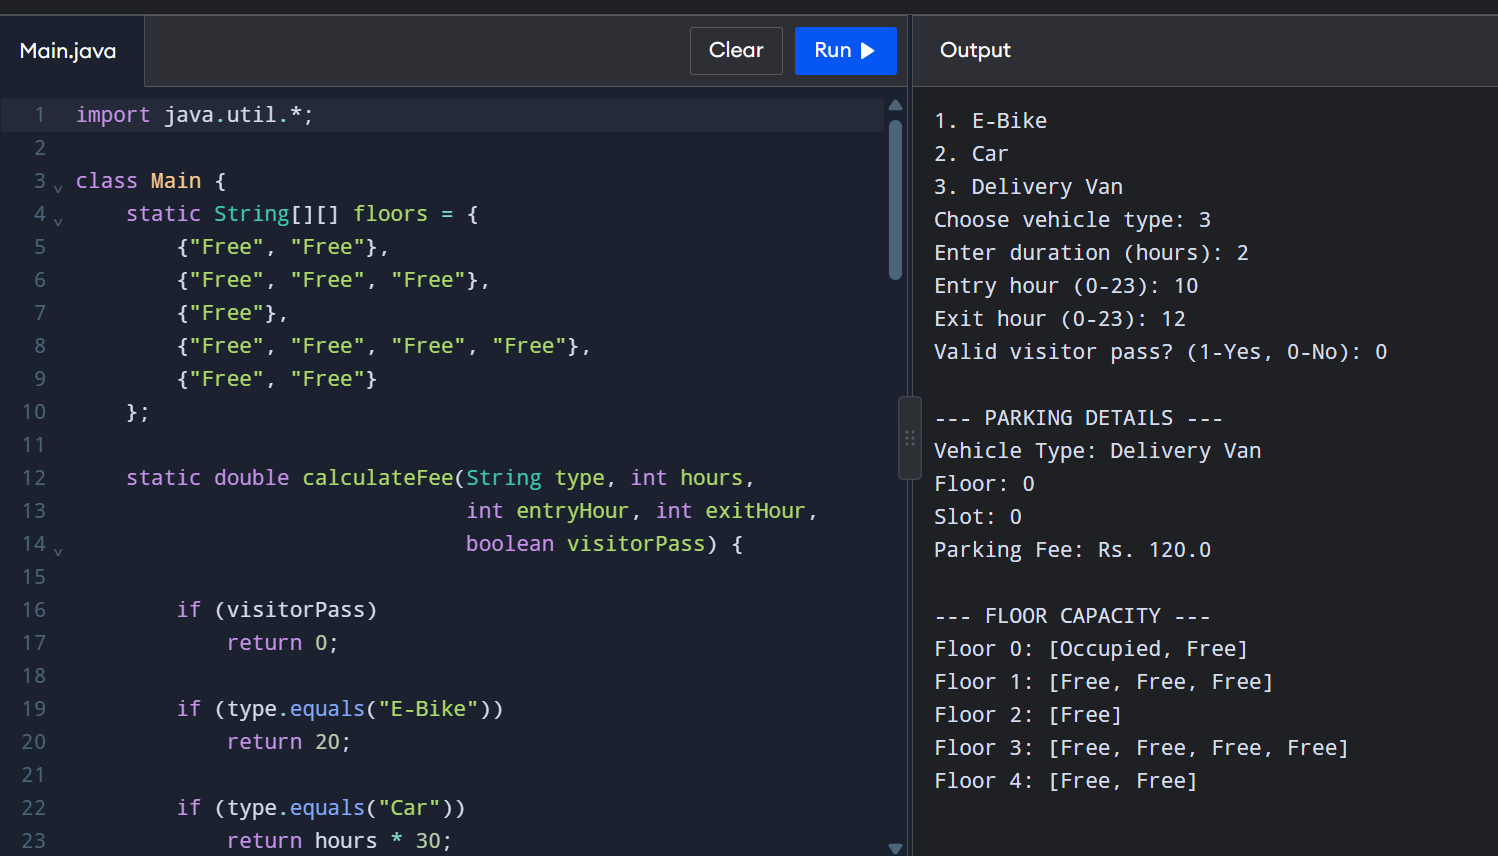 Main.java
Clear
Run
1 import java.util.*;
2
3 class Main {
4 static String[][] floors = {
5 {"Free", "Free"},
6 {"Free", "Free", "Free"},
7 {"Free"},
8 {"Free", "Free", "Free", "Free"},
9 {"Free", "Free"}
10 };
11
12 static double calculateFee(String type, int hours,
13 int entryHour, int exitHour,
14 boolean visitorPass) {
15
16 if (visitorPass)
17 return 0;
18
19 if (type.equals("E-Bike"))
20 return 20;
21
22 if (type.equals("Car"))
23 return hours * 30;
Output
1. E-Bike
2. Car
3. Delivery Van
Choose vehicle type: 3
Enter duration (hours): 2
Entry hour (0-23): 10
Exit hour (0-23): 12
Valid visitor pass? (1-Yes, 0-No): 0
--- PARKING DETAILS ---
Vehicle Type: Delivery Van
Floor: 0
Slot: 0
Parking Fee: Rs. 120.0
--- FLOOR CAPACITY ---
Floor 0: [Occupied, Free]
Floor 1: [Free, Free, Free]
Floor 2: [Free]
Floor 3: [Free, Free, Free, Free]
Floor 4: [Free, Free]